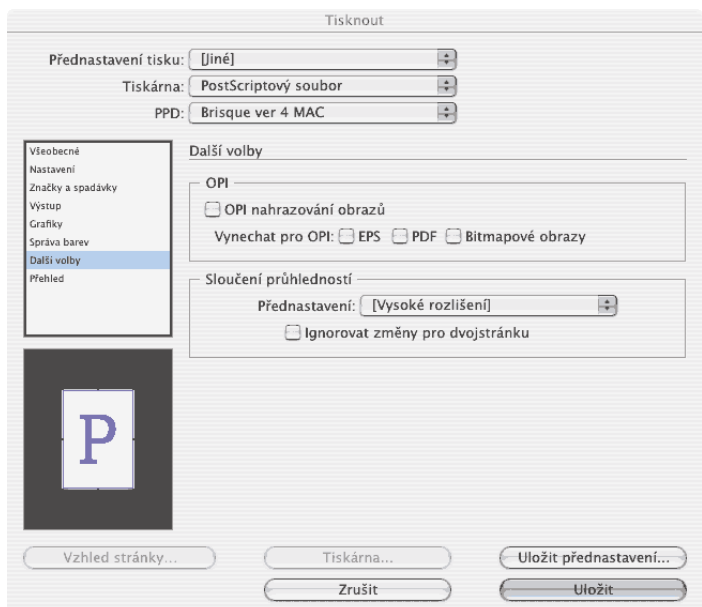 Tisknout
Přednastavení tisku: [Jiné]
Tiskárna: PostScriptový soubor
PPD: Brisque ver 4 MAC
Všeobecné
Nastavení
Značky a spadávky
Výstup
Grafiky
Správa barev
Další volby
Přehled
Další volby
OPI
OPI nahrazování obrazů
Vynechat pro OPI: EPS PDF Bitmapové obrazy
Sloučení průhledností
Přednastavení: [Vysoké rozlišení]
Ignorovat změny pro dvojstránku
P
Vzhled stránky... Tiskárna... Uložit přednastavení...
Zrušit Uložit